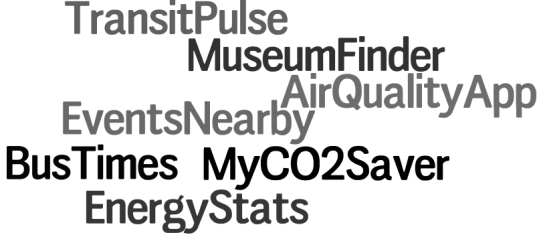 TransitPulse
MuseumFinder
AirQualityApp
EventsNearby
BusTimes MyCO2Saver
EnergyStats